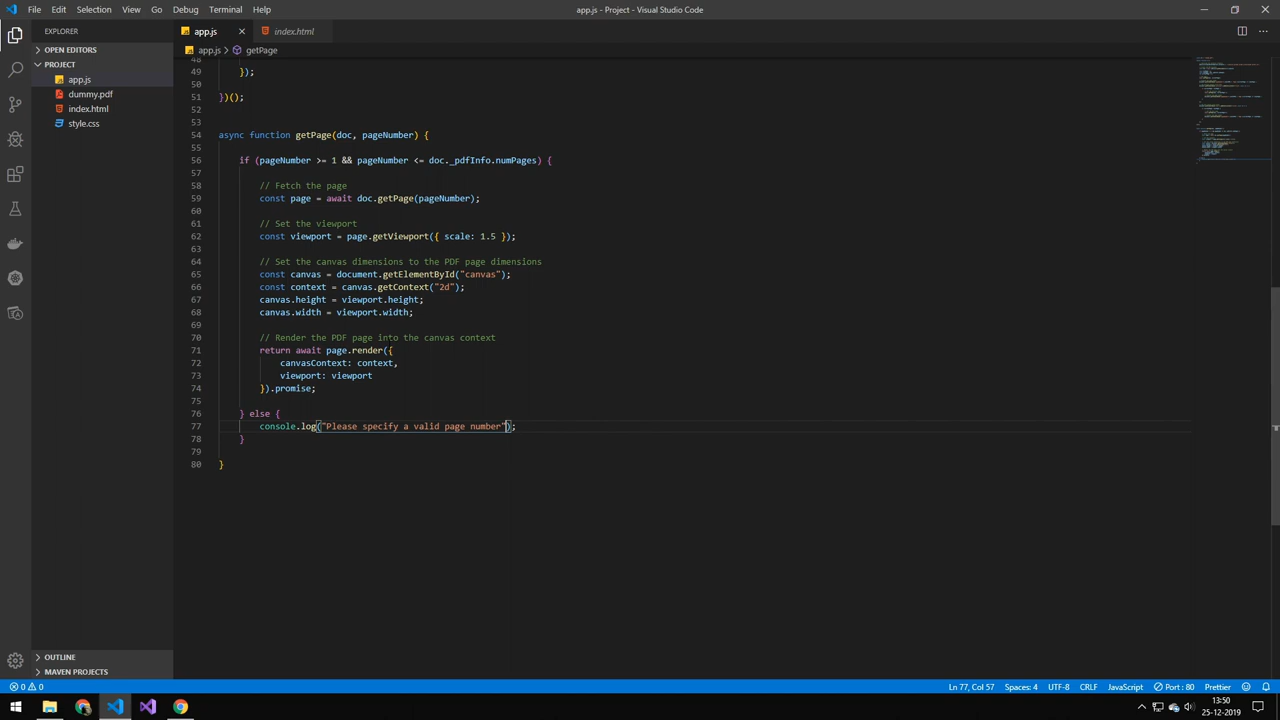 File Edit Selection View Go Debug Terminal Help
app.js - Project - Visual Studio Code
EXPLORER
OPEN EDITORS
PROJECT
app.js
dummy.pdf
index.html
style.css
OUTLINE
MAVEN PROJECTS
app.js
index.html
app.js > getPage
48
49 });
50
51 })();
52
53
54 async function getPage(doc, pageNumber) {
55
56 if (pageNumber >= 1 && pageNumber <= doc._pdfInfo.numPages) {
57
58 // Fetch the page
59 const page = await doc.getPage(pageNumber);
60
61 // Set the viewport
62 const viewport = page.getViewport({ scale: 1.5 });
63
64 // Set the canvas dimensions to the PDF page dimensions
65 const canvas = document.getElementById("canvas");
66 const context = canvas.getContext("2d");
67 canvas.height = viewport.height;
68 canvas.width = viewport.width;
69
70 // Render the PDF page into the canvas context
71 return await page.render({
72 canvasContext: context,
73 viewport: viewport
74 }).promise;
75
76 } else {
77 console.log("Please specify a valid page number");
78 }
79
80 }
0 0
Ln 77, Col 57
Spaces: 4
UTF-8
CRLF
JavaScript
Port : 80
Prettier
13:50
25-12-2019